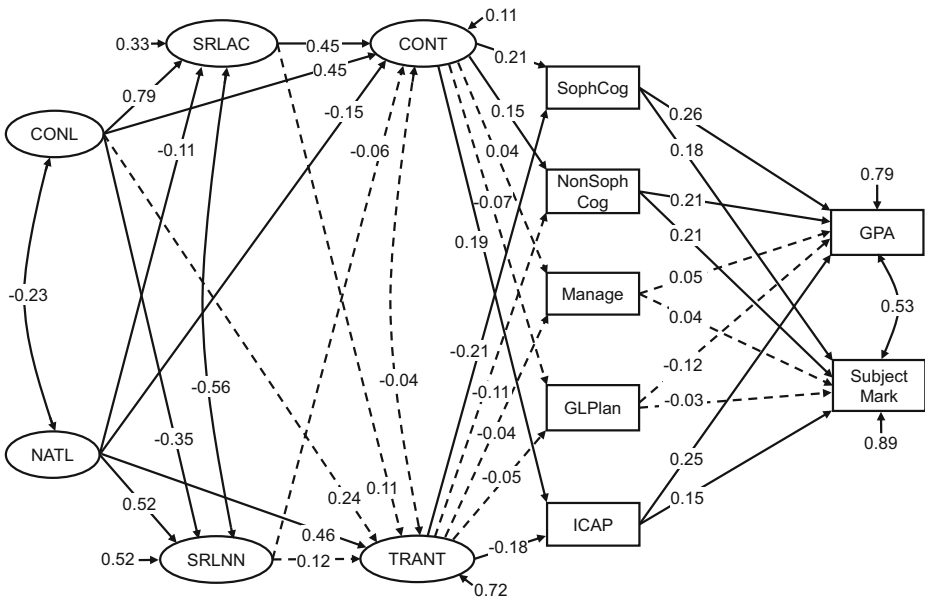 0.11
0.33
SRLAC
0.45
CONT
0.21
0.45
SophCog
0.79
0.15
0.26
CONL
-0.15
0.18
-0.11
-0.06
0.04
NonSoph
Cog
0.79
0.21
-0.07
GPA
0.21
0.19
0.05
Manage
-0.23
0.53
0.04
-0.21
-0.12
-0.04
Subject
Mark
-0.56
-0.11
GLPlan
-0.03
-0.35
-0.04
0.89
NATL
0.25
-0.05
0.52
0.24
0.11
0.15
0.46
ICAP
0.52
SRLNN
0.12
TRANT
-0.18
0.72